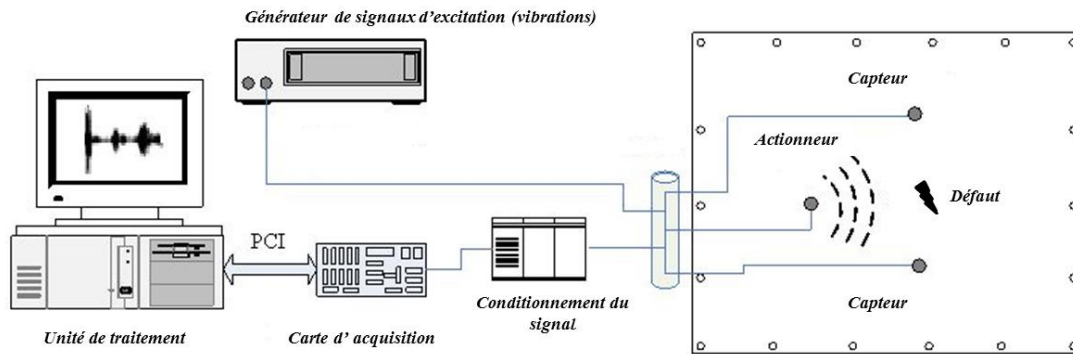 Générateur de signaux d'excitation (vibrations)
Capteur
Actionneur
Défaut
PCI
Conditionnement du
signal
Capteur
Unité de traitement
Carte d' acquisition